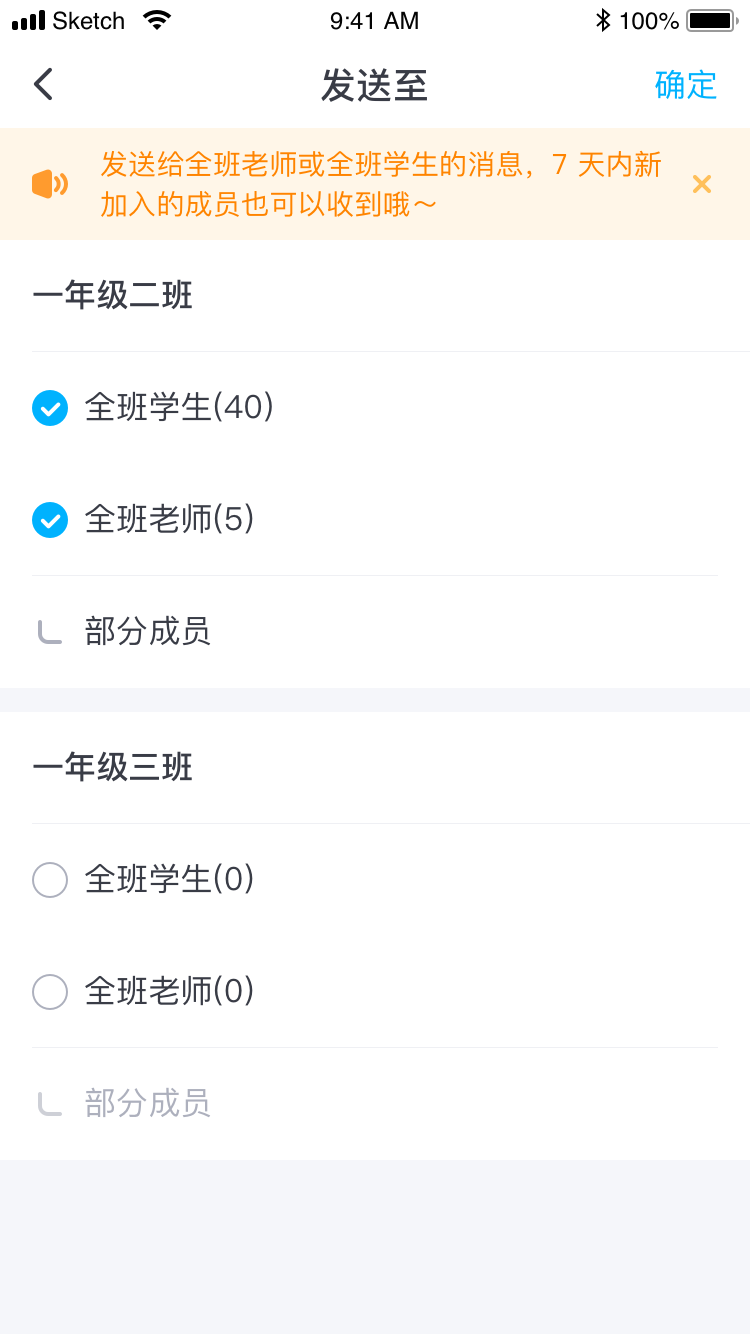 Sketch 9:41 AM 100%
发送至 确定
发送给全班老师或全班学生的消息，7 天内新
加入的成员也可以收到哦～
一年级二班
全班学生(40)
全班老师(5)
部分成员
一年级三班
全班学生(0)
全班老师(0)
部分成员